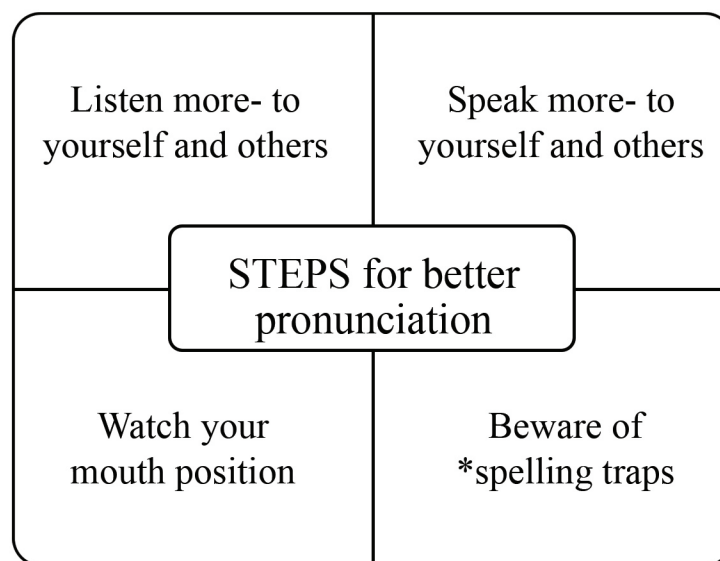 Listen more- to
yourself and others
Speak more- to
yourself and others
STEPS for better
pronunciation
Watch your
mouth position
Beware of
*spelling traps